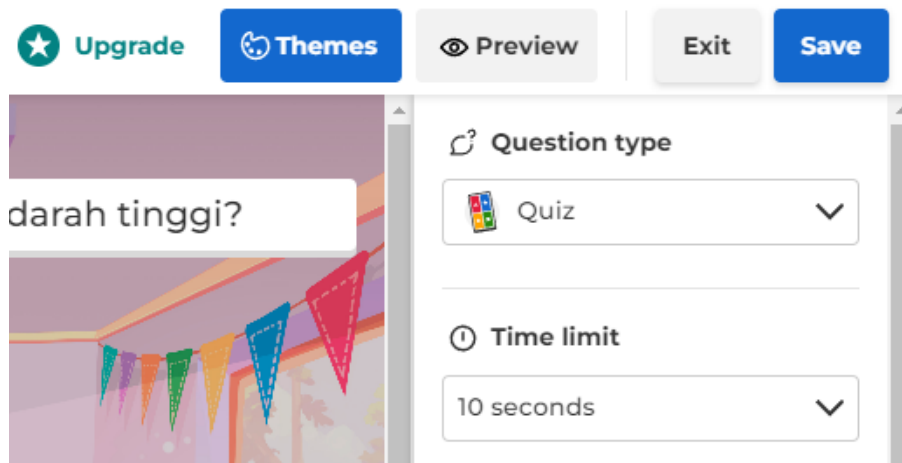 Upgrade Themes Preview Exit Save
Question type
darah tinggi?
Quiz
Time limit
10 seconds